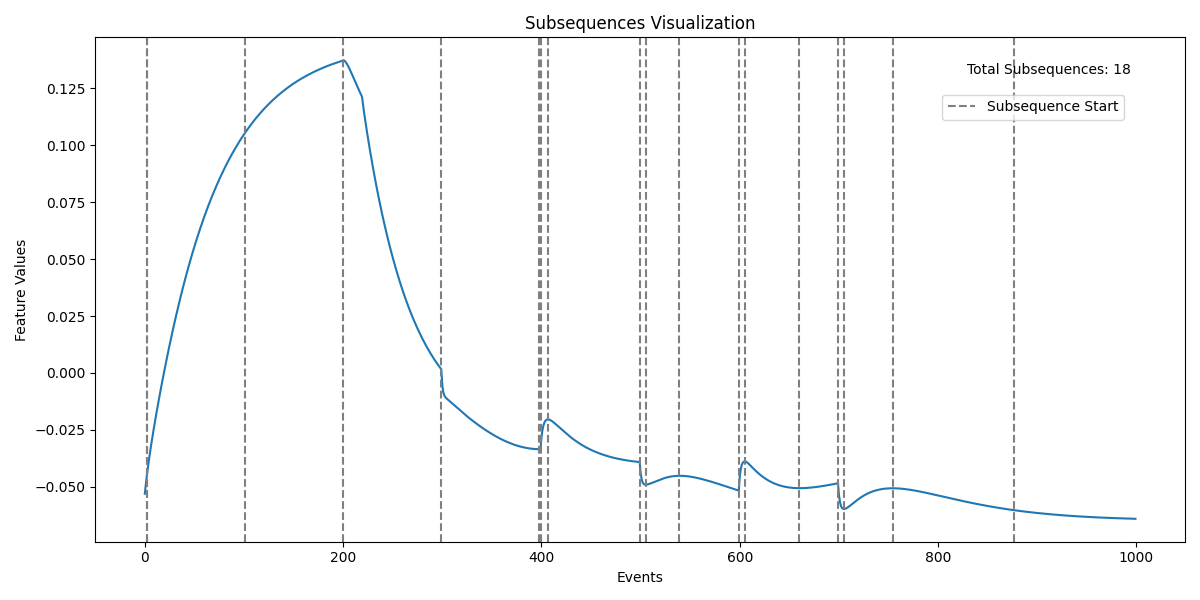 Subsequences Visualization
Total Subsequences: 18
Subsequence Start
Feature Values
0.125
0.100
0.075
0.050
0.025
0.000
−0.025
−0.050
0
200
400
600
800
1000
Events